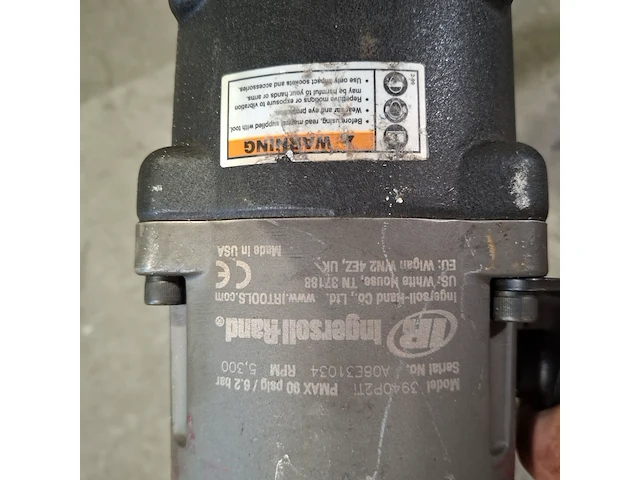 Model 3940P2Ti PMAX 90 psig / 6.2 bar
Serial No. / A08E31034 RPM 5,300
IR Ingersoll Rand®
Ingersoll-Rand Co., Ltd. www.IRTOOLS.com
US: White House, TN 37188
EU: Wigan WN2 4EZ, UK
CE
Made in USA
WARNING
• Before using, read manual supplied with tool.
• Wear ear and eye
• Repetitive motions or exposure to vibration
may be harmful to your hands or arms.
• Use only impact sockets and accessories.